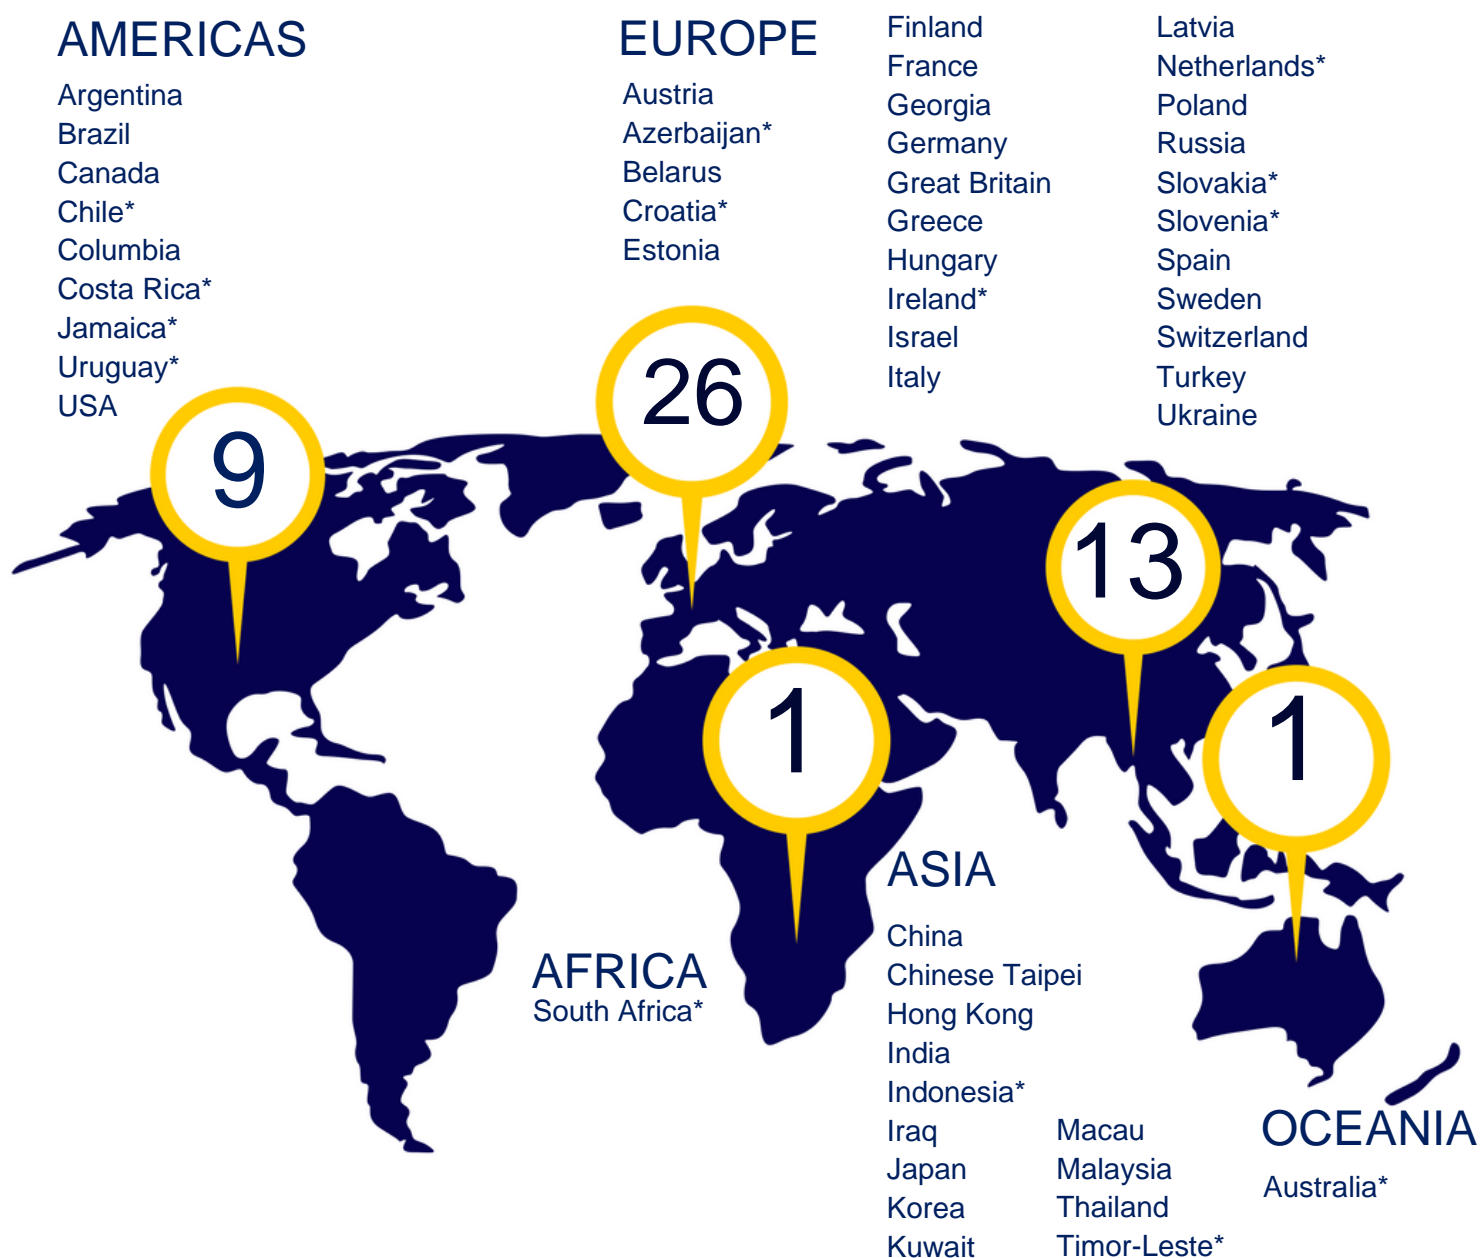 AMERICAS
Argentina
Brazil
Canada
Chile*
Columbia
Costa Rica*
Jamaica*
Uruguay*
USA
9
EUROPE
Austria
Azerbaijan*
Belarus
Croatia*
Estonia
Finland
France
Georgia
Germany
Great Britain
Greece
Hungary
Ireland*
Israel
Italy
Latvia
Netherlands*
Poland
Russia
Slovakia*
Slovenia*
Spain
Sweden
Switzerland
Turkey
Ukraine
26
13
1
1
AFRICA
South Africa*
ASIA
China
Chinese Taipei
Hong Kong
India
Indonesia*
Iraq
Japan
Korea
Kuwait
Macau
Malaysia
Thailand
Timor-Leste*
OCEANIA
Australia*